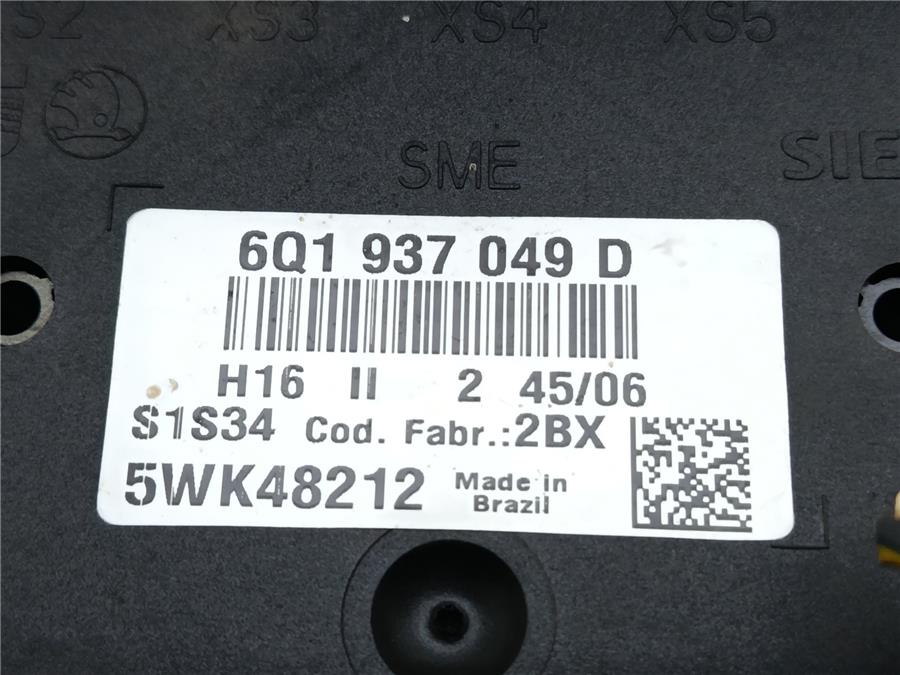 XS3 XS4 XS5
SME
6Q1 937 049 D
H16 II 2 45/06
S1S34 Cod. Fabr.:2BX
5WK48212 Made in
Brazil